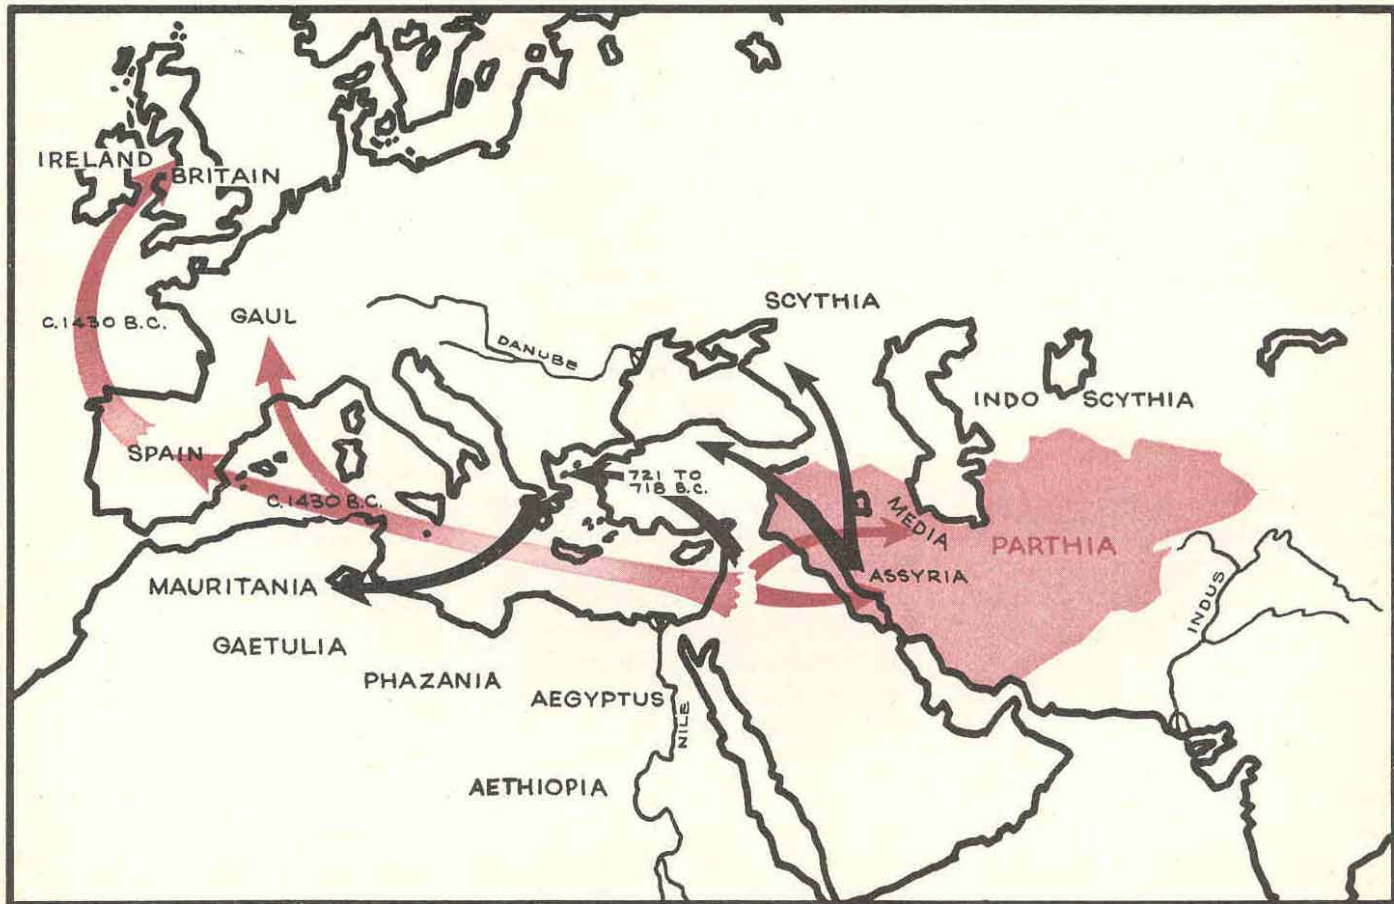 IRELAND
BRITAIN
C. 1430 B.C.
GAUL
SCYTHIA
DANUBE
INDO SCYTHIA
SPAIN
C. 1430 B.C.
721 TO
718 B.C.
MEDIA
PARTHIA
ASSYRIA
MAURITANIA
INDUS
GAETULIA
PHAZANIA
AEGYPTUS
NILE
AETHIOPIA